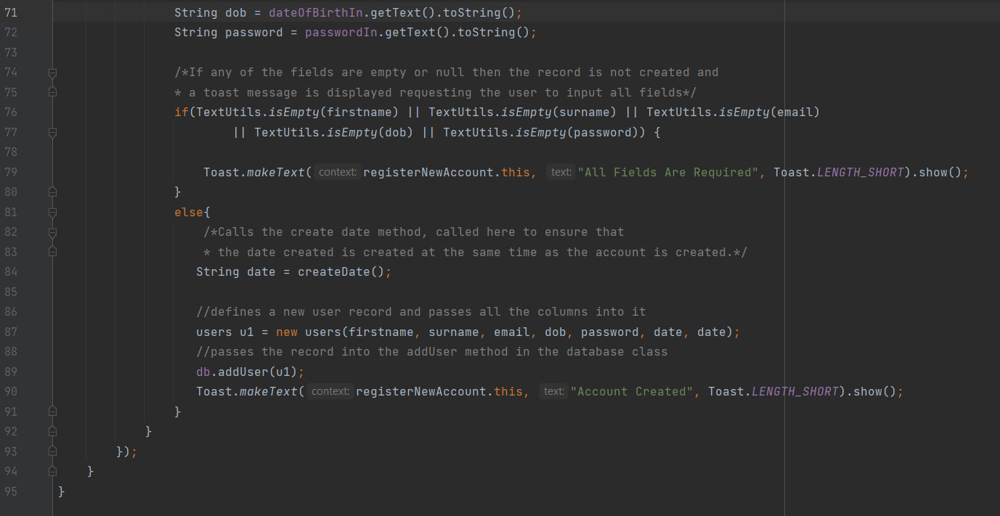 71 String dob = dateOfBirthIn.getText().toString();
72 String password = passwordIn.getText().toString();
73
74 /*If any of the fields are empty or null then the record is not created and
75 * a toast message is displayed requesting the user to input all fields*/
76 if(TextUtils.isEmpty(firstname) || TextUtils.isEmpty(surname) || TextUtils.isEmpty(email)
77 || TextUtils.isEmpty(dob) || TextUtils.isEmpty(password)) {
78
79 Toast.makeText( context: registerNewAccount.this, text: "All Fields Are Required", Toast.LENGTH_SHORT).show();
80 }
81 else{
82 /*Calls the create date method, called here to ensure that
83 * the date created is created at the same time as the account is created.*/
84 String date = createDate();
85
86 //defines a new user record and passes all the columns into it
87 users u1 = new users(firstname, surname, email, dob, password, date, date);
88 //passes the record into the addUser method in the database class
89 db.addUser(u1);
90 Toast.makeText( context: registerNewAccount.this, text: "Account Created", Toast.LENGTH_SHORT).show();
91 }
92 }
93 });
94 }
95 }